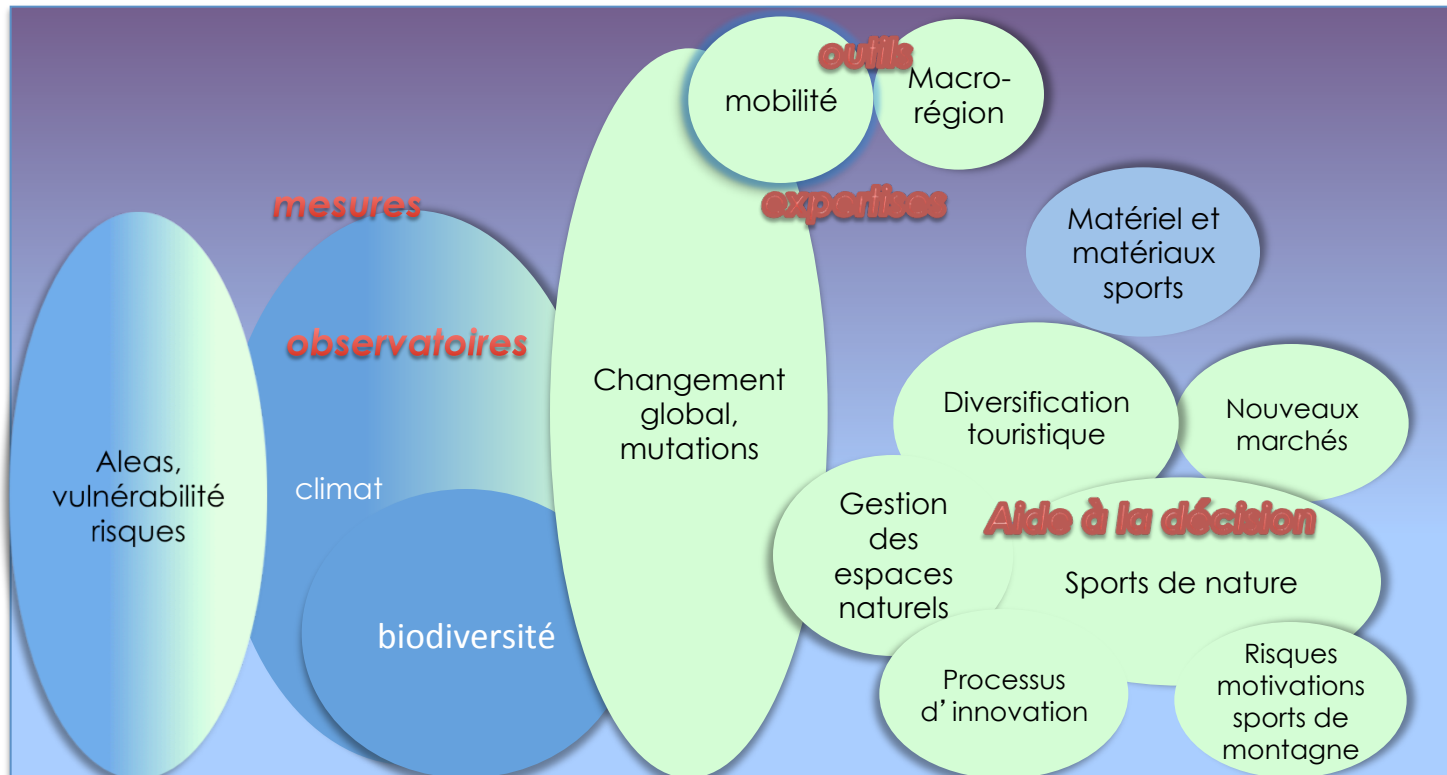 outils
mobilité
Macro-
région
mesures
expertises
Matériel et
matériaux
sports
observatoires
Changement
global,
mutations
Diversification
touristique
Nouveaux
marchés
Aleas,
vulnérabilité
risques
climat
Gestion
des
espaces
naturels
Aide à la décision
Sports de nature
biodiversité
Processus
d’innovation
Risques
motivations
sports de
montagne